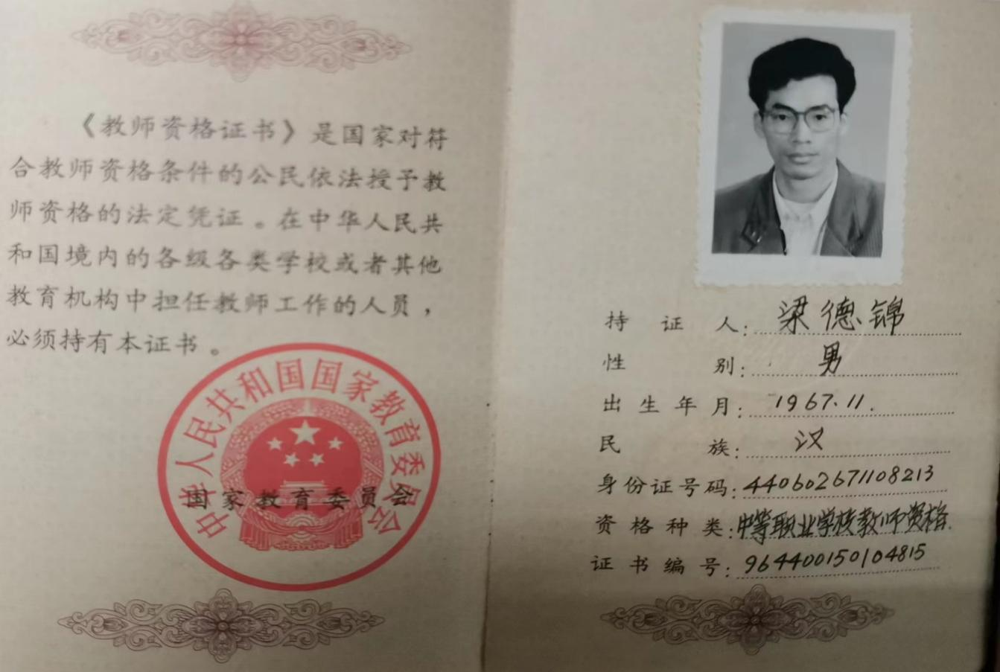 《教师资格证书》是国家对符
合教师资格条件的公民依法授予教
师资格的法定凭证。在中华人民共
和国境内的各级各类学校或者其他
教育机构中担任教师工作的人员，
必须持有本证书。
中华人民共和国国家教育委员会
国家教育委员会
持证人：梁德锦
性别：男
出生年月：1967.11.
民族：汉
身份证号码：440602671108213
资格种类：中等职业学校教师资格
证书编号：964400150104815